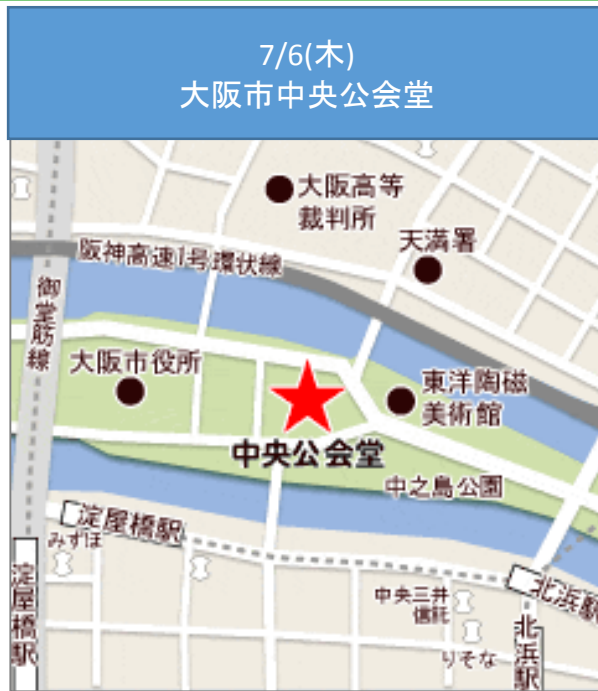 7/6(木)
大阪市中央公会堂
大阪高等
裁判所
天満署
阪神高速1号環状線
御堂筋線
大阪市役所
東洋陶磁
美術館
中央公会堂
中之島公園
淀屋橋駅
みずほ
淀屋橋駅
中央三井
信託
りそな
北浜駅
北浜駅